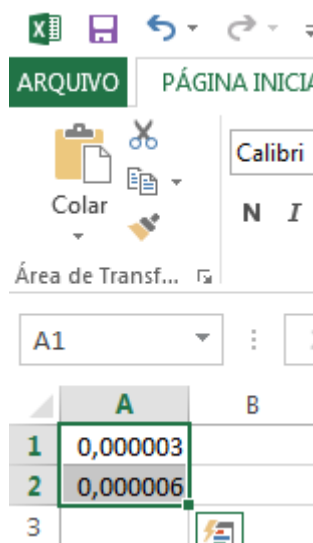 ARQUIVO PÁGINA INICIA
Calibri
Colar
N I
Área de Transf...
A1
A B
1 0,000003
2 0,000006
3